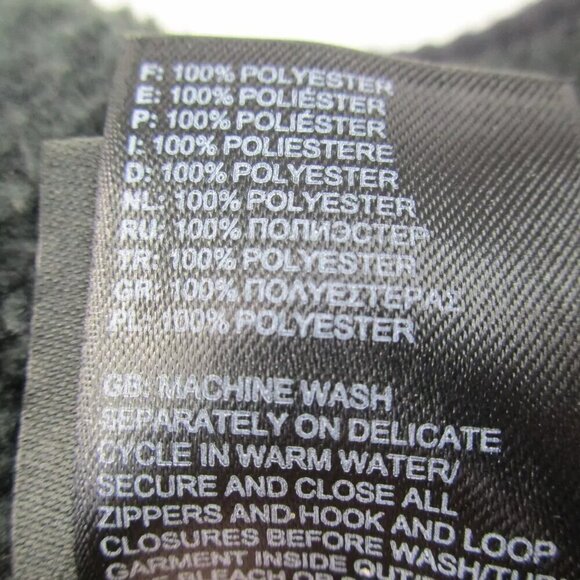 F: 100% POLYESTER
E: 100% POLIÉSTER
P: 100% POLIÉSTER
I: 100% POLIESTERE
D: 100% POLYESTER
NL: 100% POLYESTER
RU: 100% ПОЛИЭСТЕР
TR: 100% POLYESTER
GR: 100% ΠΟΛΥΕΣΤΕΡΑΣ
PL: 100% POLYESTER
GB: MACHINE WASH
SEPARATELY ON DELICATE
CYCLE IN WARM WATER/
SECURE AND CLOSE ALL
ZIPPERS AND HOOK AND LOOP
CLOSURES BEFORE WASH/
GARMENT INSIDE
BLEACH OR